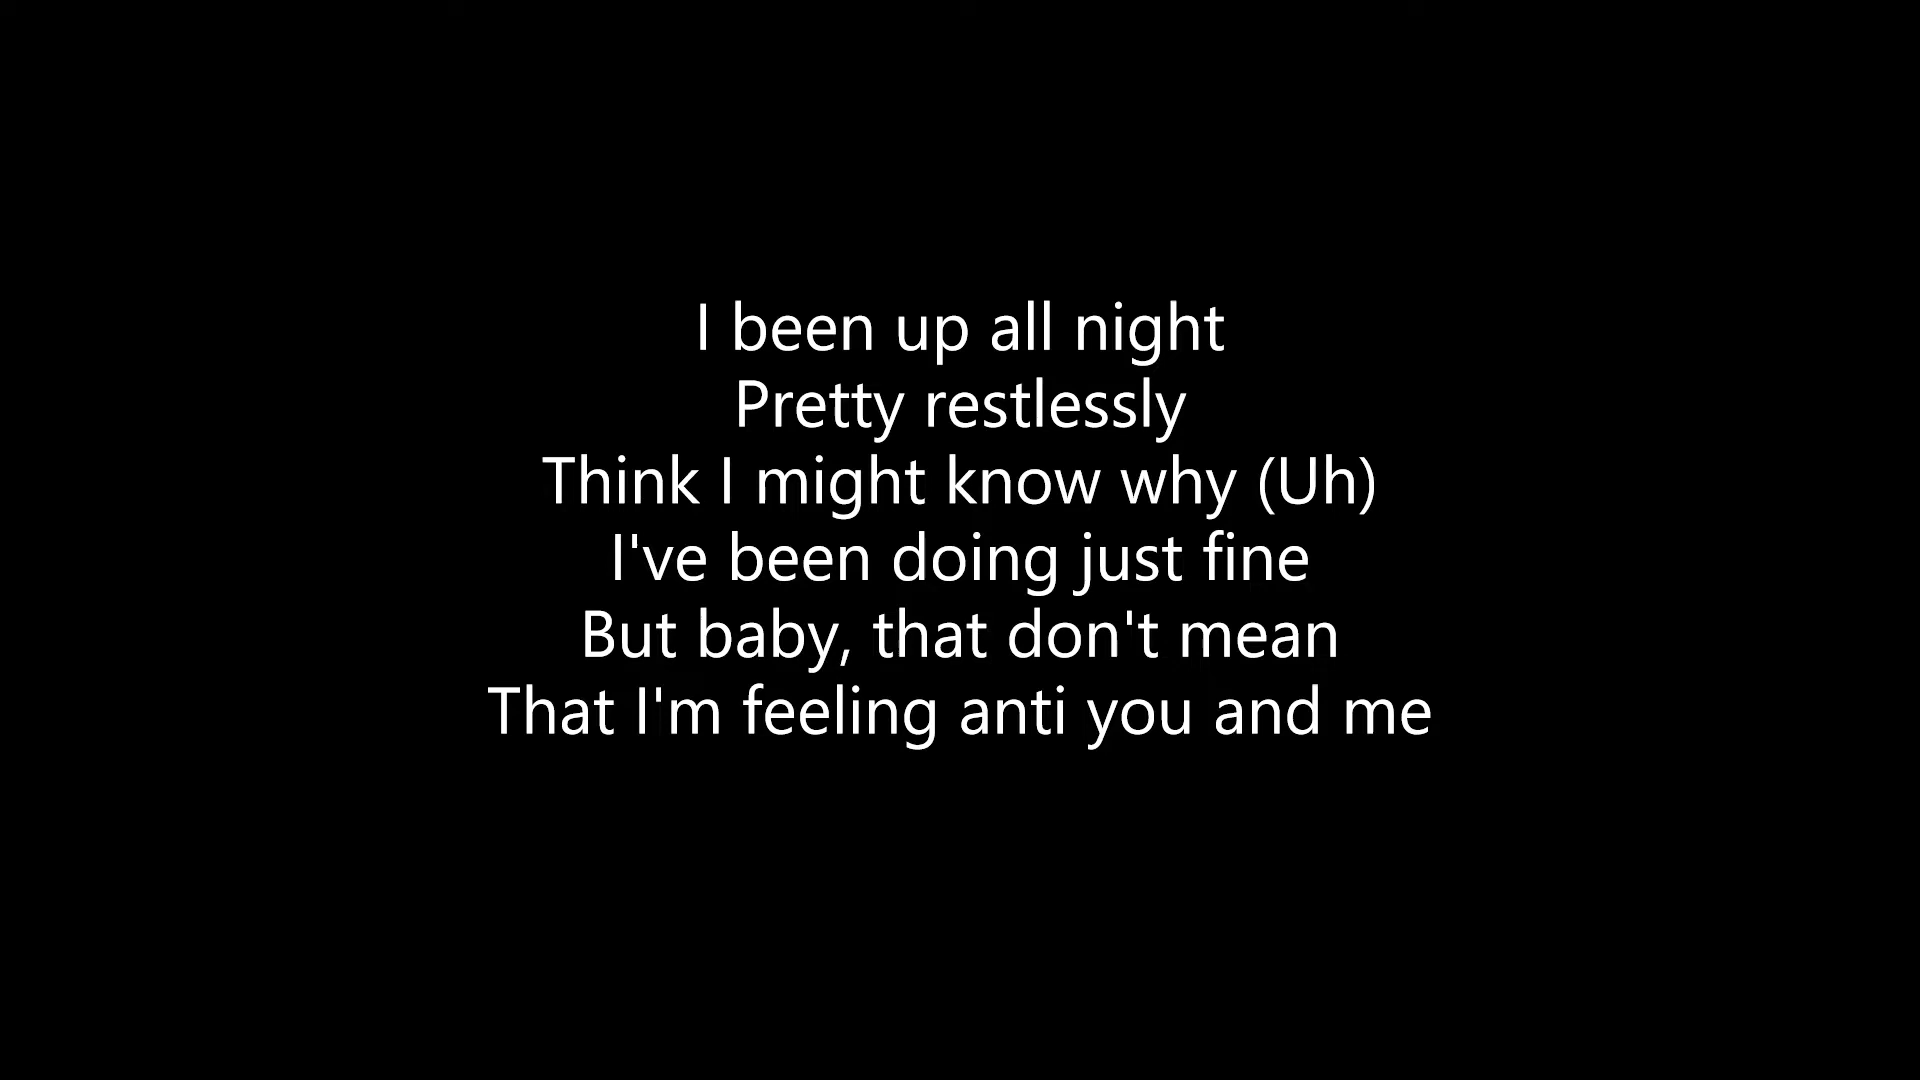 I been up all night
Pretty restlessly
Think I might know why (Uh)
I've been doing just fine
But baby, that don't mean
That I'm feeling anti you and me